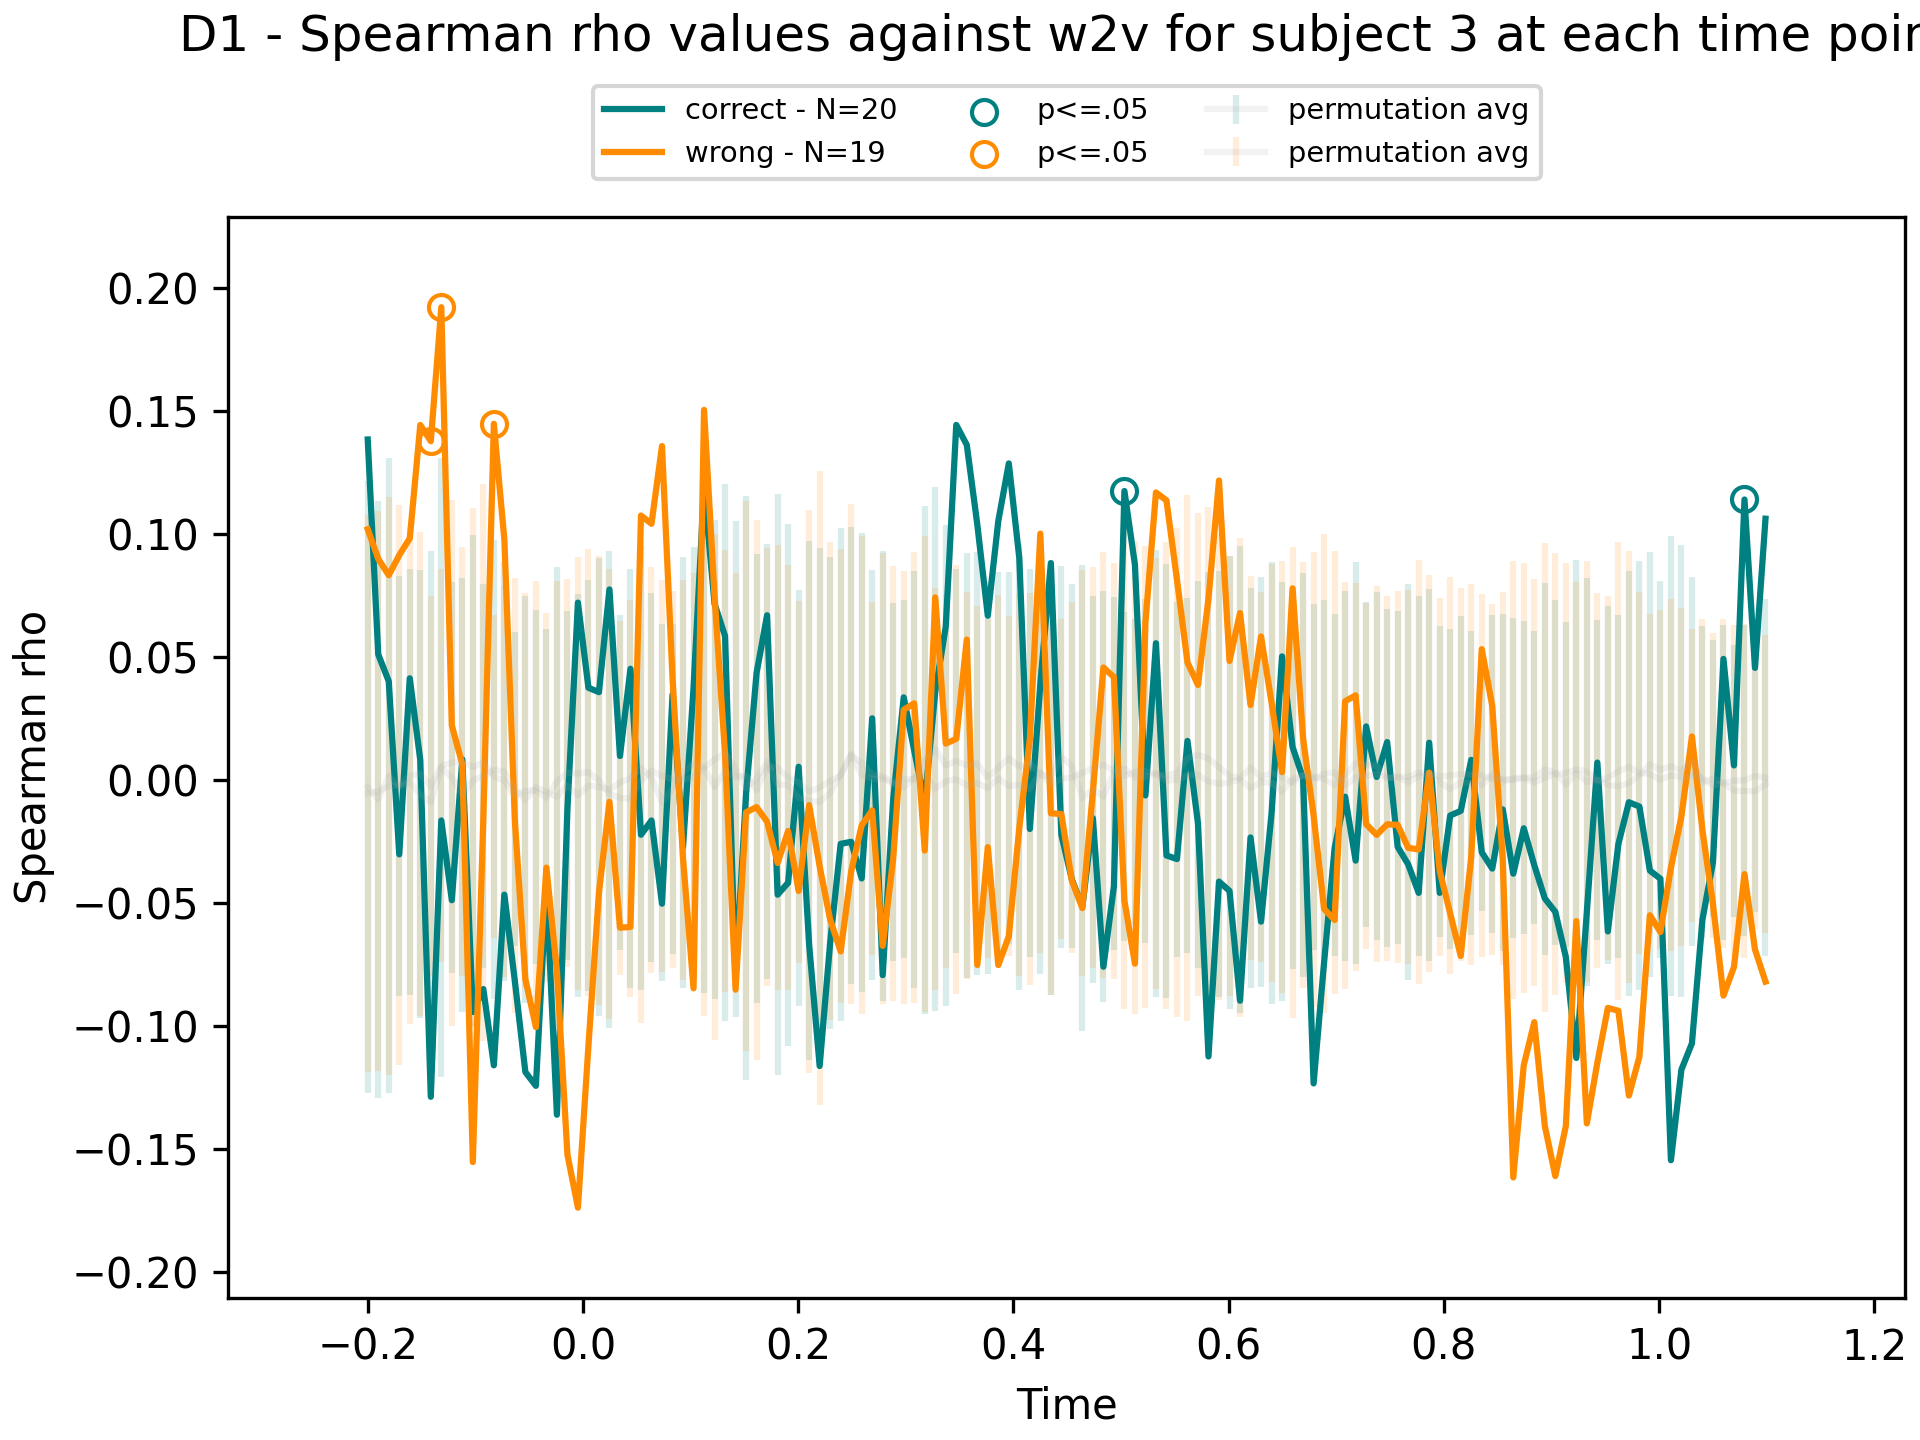 D1 - Spearman rho values against w2v for subject 3 at each time poin
correct - N=20 p<=.05 permutation avg
wrong - N=19 p<=.05 permutation avg
0.20
0.15
0.10
0.05
0.00
−0.05
−0.10
−0.15
−0.20
Spearman rho
−0.2 0.0 0.2 0.4 0.6 0.8 1.0 1.2
Time